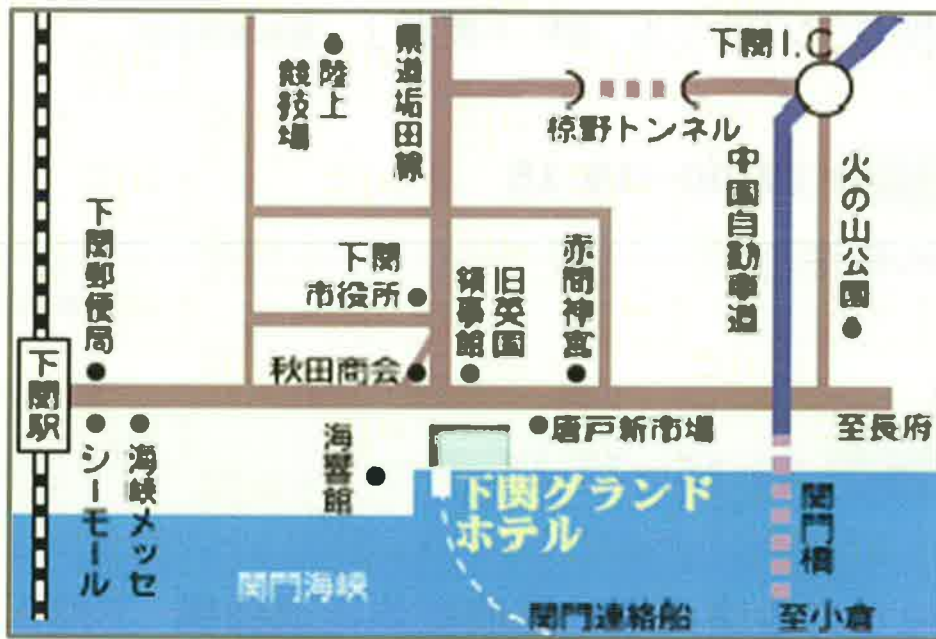 下関I.C
陸上
競技場
県道垢田線
椋野トンネル
中国自動車道
火の山公園
下関郵便局
下関
市役所
旧英国
領事館
赤間神宮
下関駅
秋田商会
唐戸新市場
至長府
海響館
海峡メッセ
シーモール
下関グランド
ホテル
関門橋
関門海峡
関門連絡船
至小倉